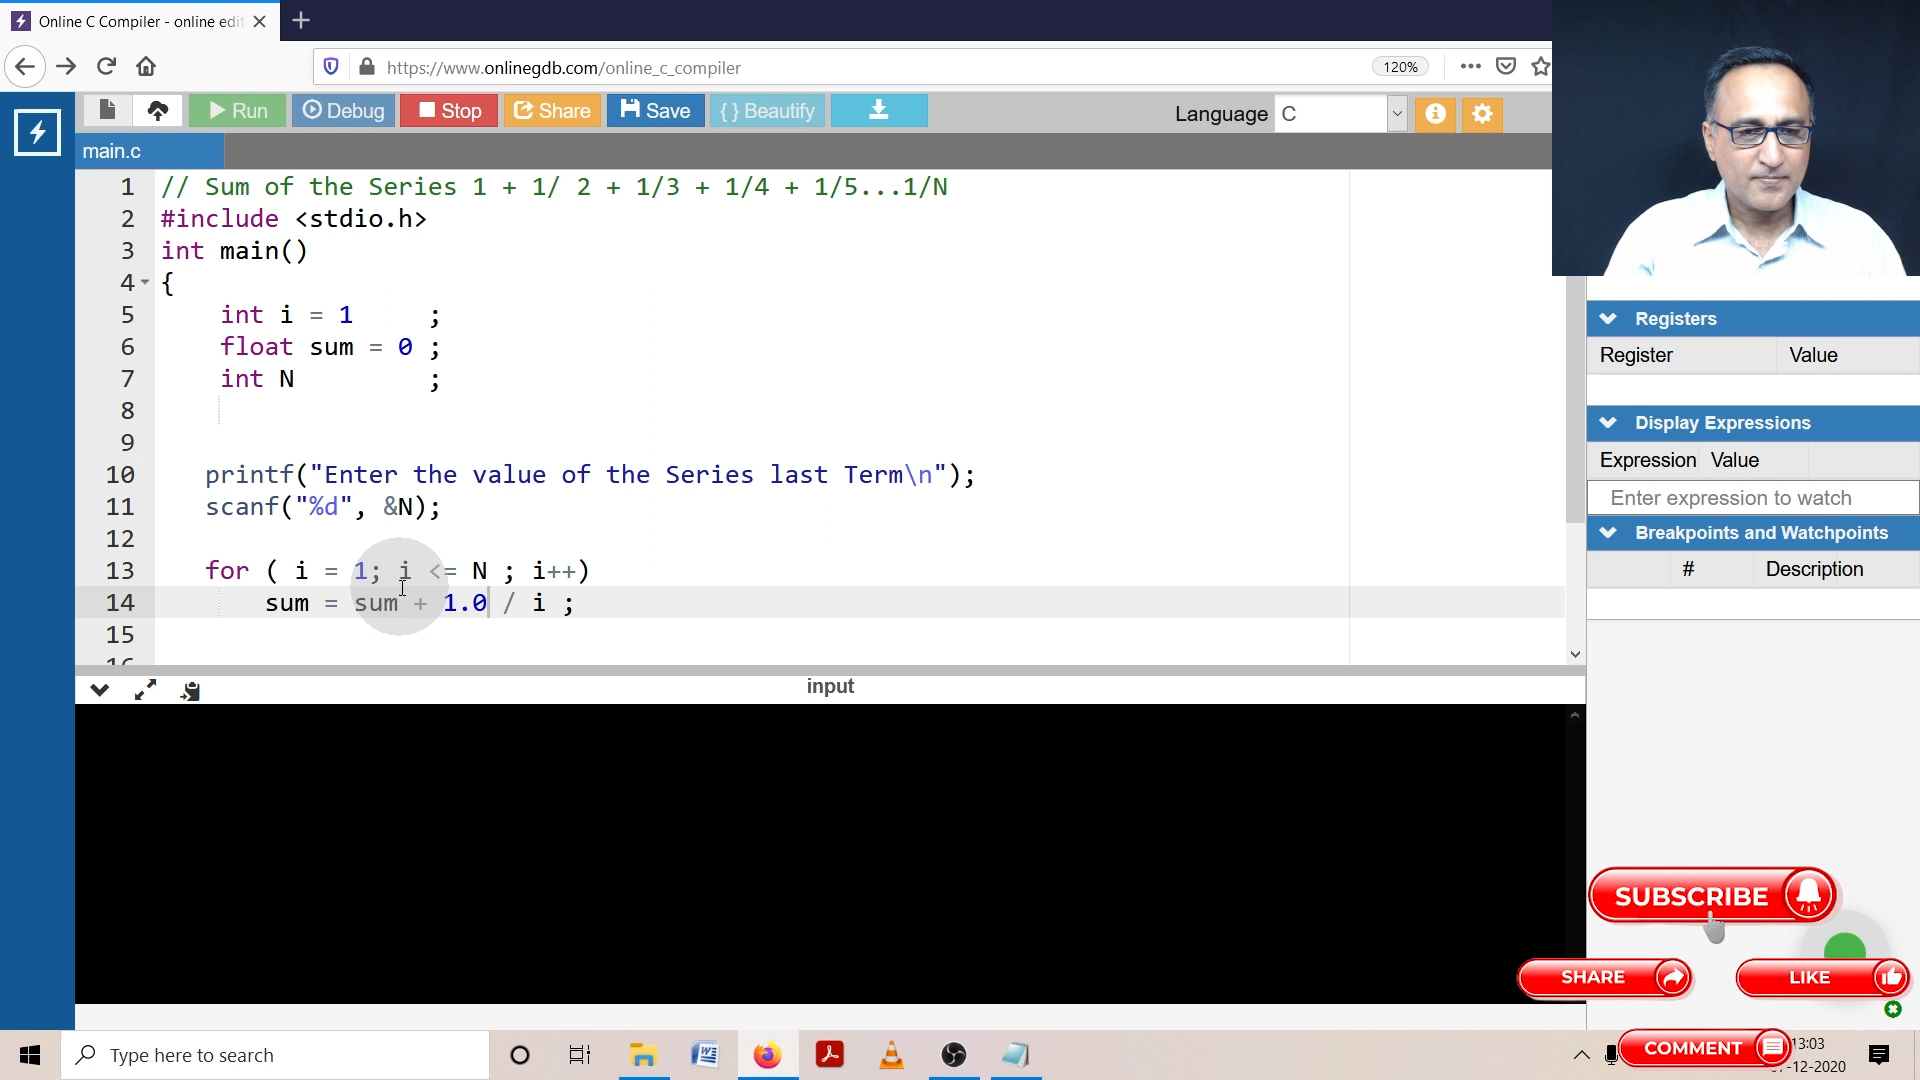 Online C Compiler - online edit
https://www.onlinegdb.com/online_c_compiler
120%
Run
Debug
Stop
Share
Save
{ } Beautify
Language C
main.c
1 // Sum of the Series 1 + 1/ 2 + 1/3 + 1/4 + 1/5...1/N
2 #include <stdio.h>
3 int main()
4 {
5 int i = 1 ;
6 float sum = 0 ;
7 int N ;
8
9
10 printf("Enter the value of the Series last Term\n");
11 scanf("%d", &N);
12
13 for ( i = 1; i <= N ; i++)
14 sum = sum + 1.0 / i ;
15
16
input
Registers
Register Value
Display Expressions
Expression Value
Enter expression to watch
Breakpoints and Watchpoints
# Description
SUBSCRIBE
SHARE
LIKE
COMMENT
Type here to search
13:03
-12-2020